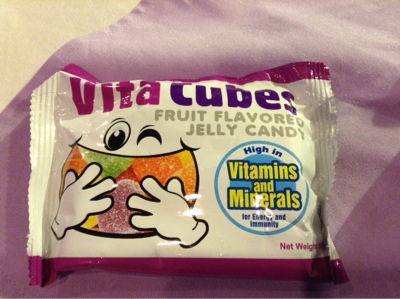 Vita Cubes
FRUIT FLAVORED
JELLY CANDY
High in
Vitamins
and
Minerals
for Energy and
Immunity
Net Weight